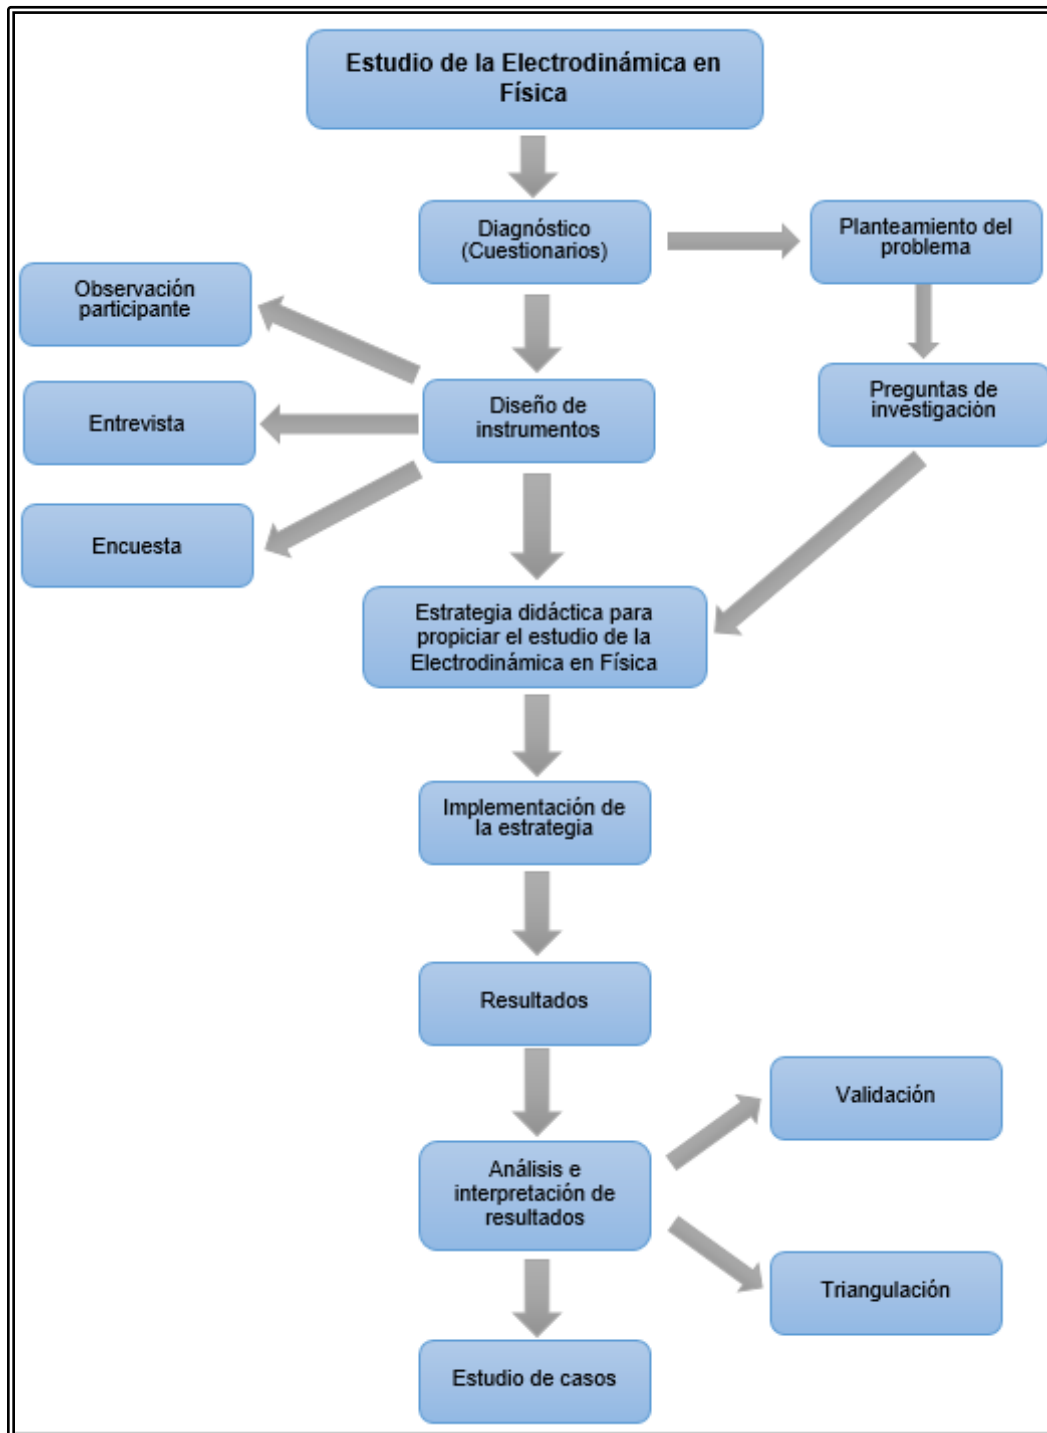 Estudio de la Electrodinámica en
Física
Diagnóstico
(Cuestionarios)
Planteamiento del
problema
Observación
participante
Entrevista
Encuesta
Diseño de
instrumentos
Preguntas de
investigación
Estrategia didáctica para
propiciar el estudio de la
Electrodinámica en Física
Implementación de
la estrategia
Resultados
Análisis e
interpretación de
resultados
Validación
Triangulación
Estudio de casos